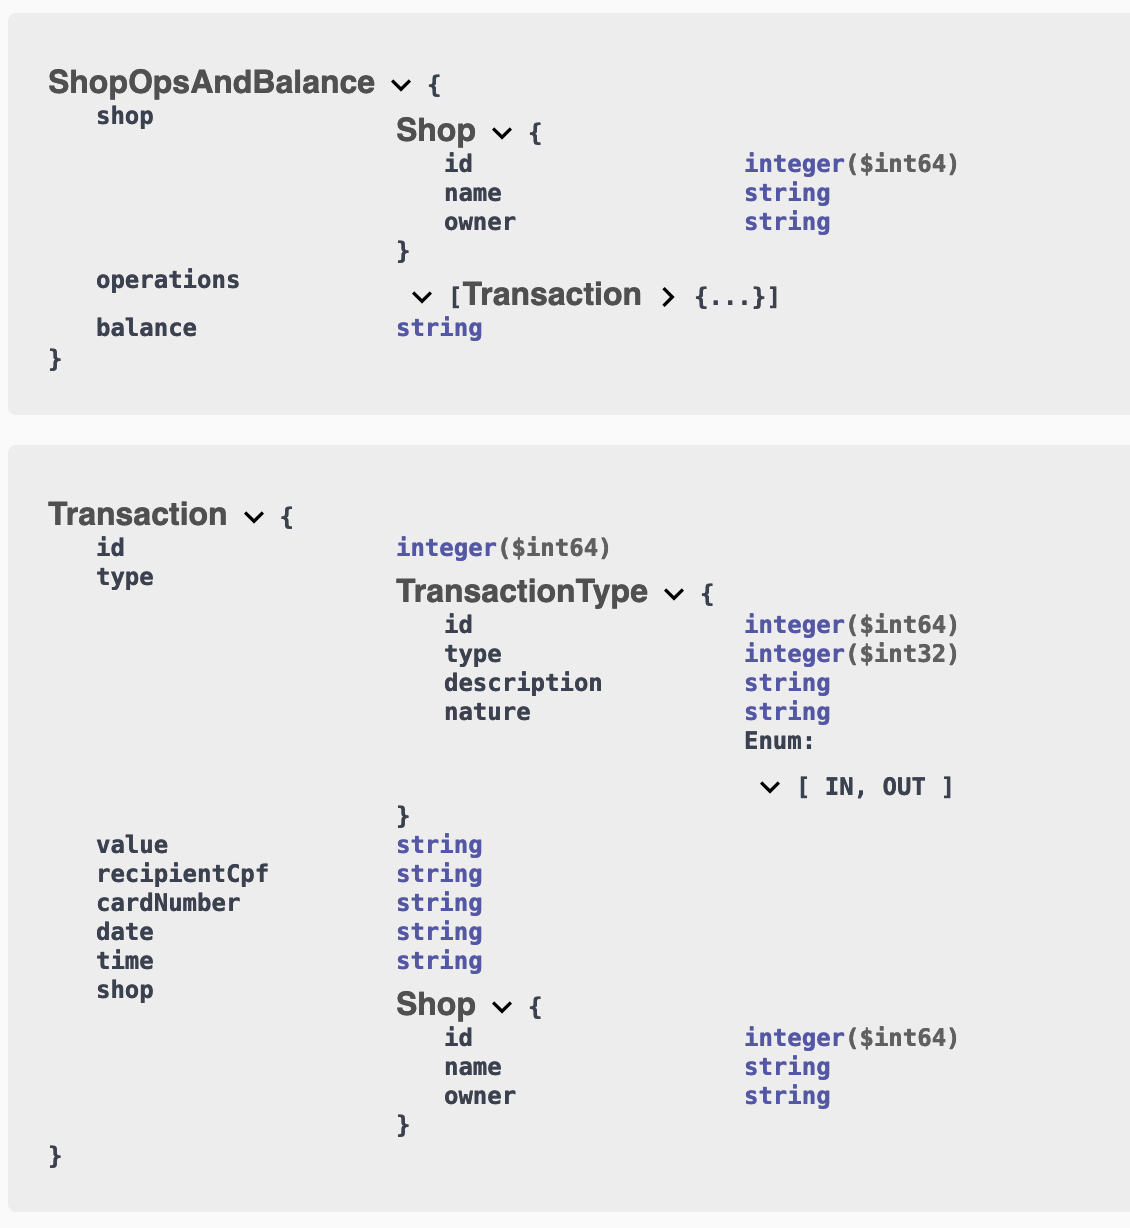 ShopOpsAndBalance {
shop
Shop {
id integer($int64)
name string
owner string
}
operations
[Transaction > {...}]
balance string
}
Transaction {
id integer($int64)
type
TransactionType {
id integer($int64)
type integer($int32)
description string
nature string
Enum:
[ IN, OUT ]
}
value string
recipientCpf string
cardNumber string
date string
time string
shop
Shop {
id integer($int64)
name string
owner string
}
}